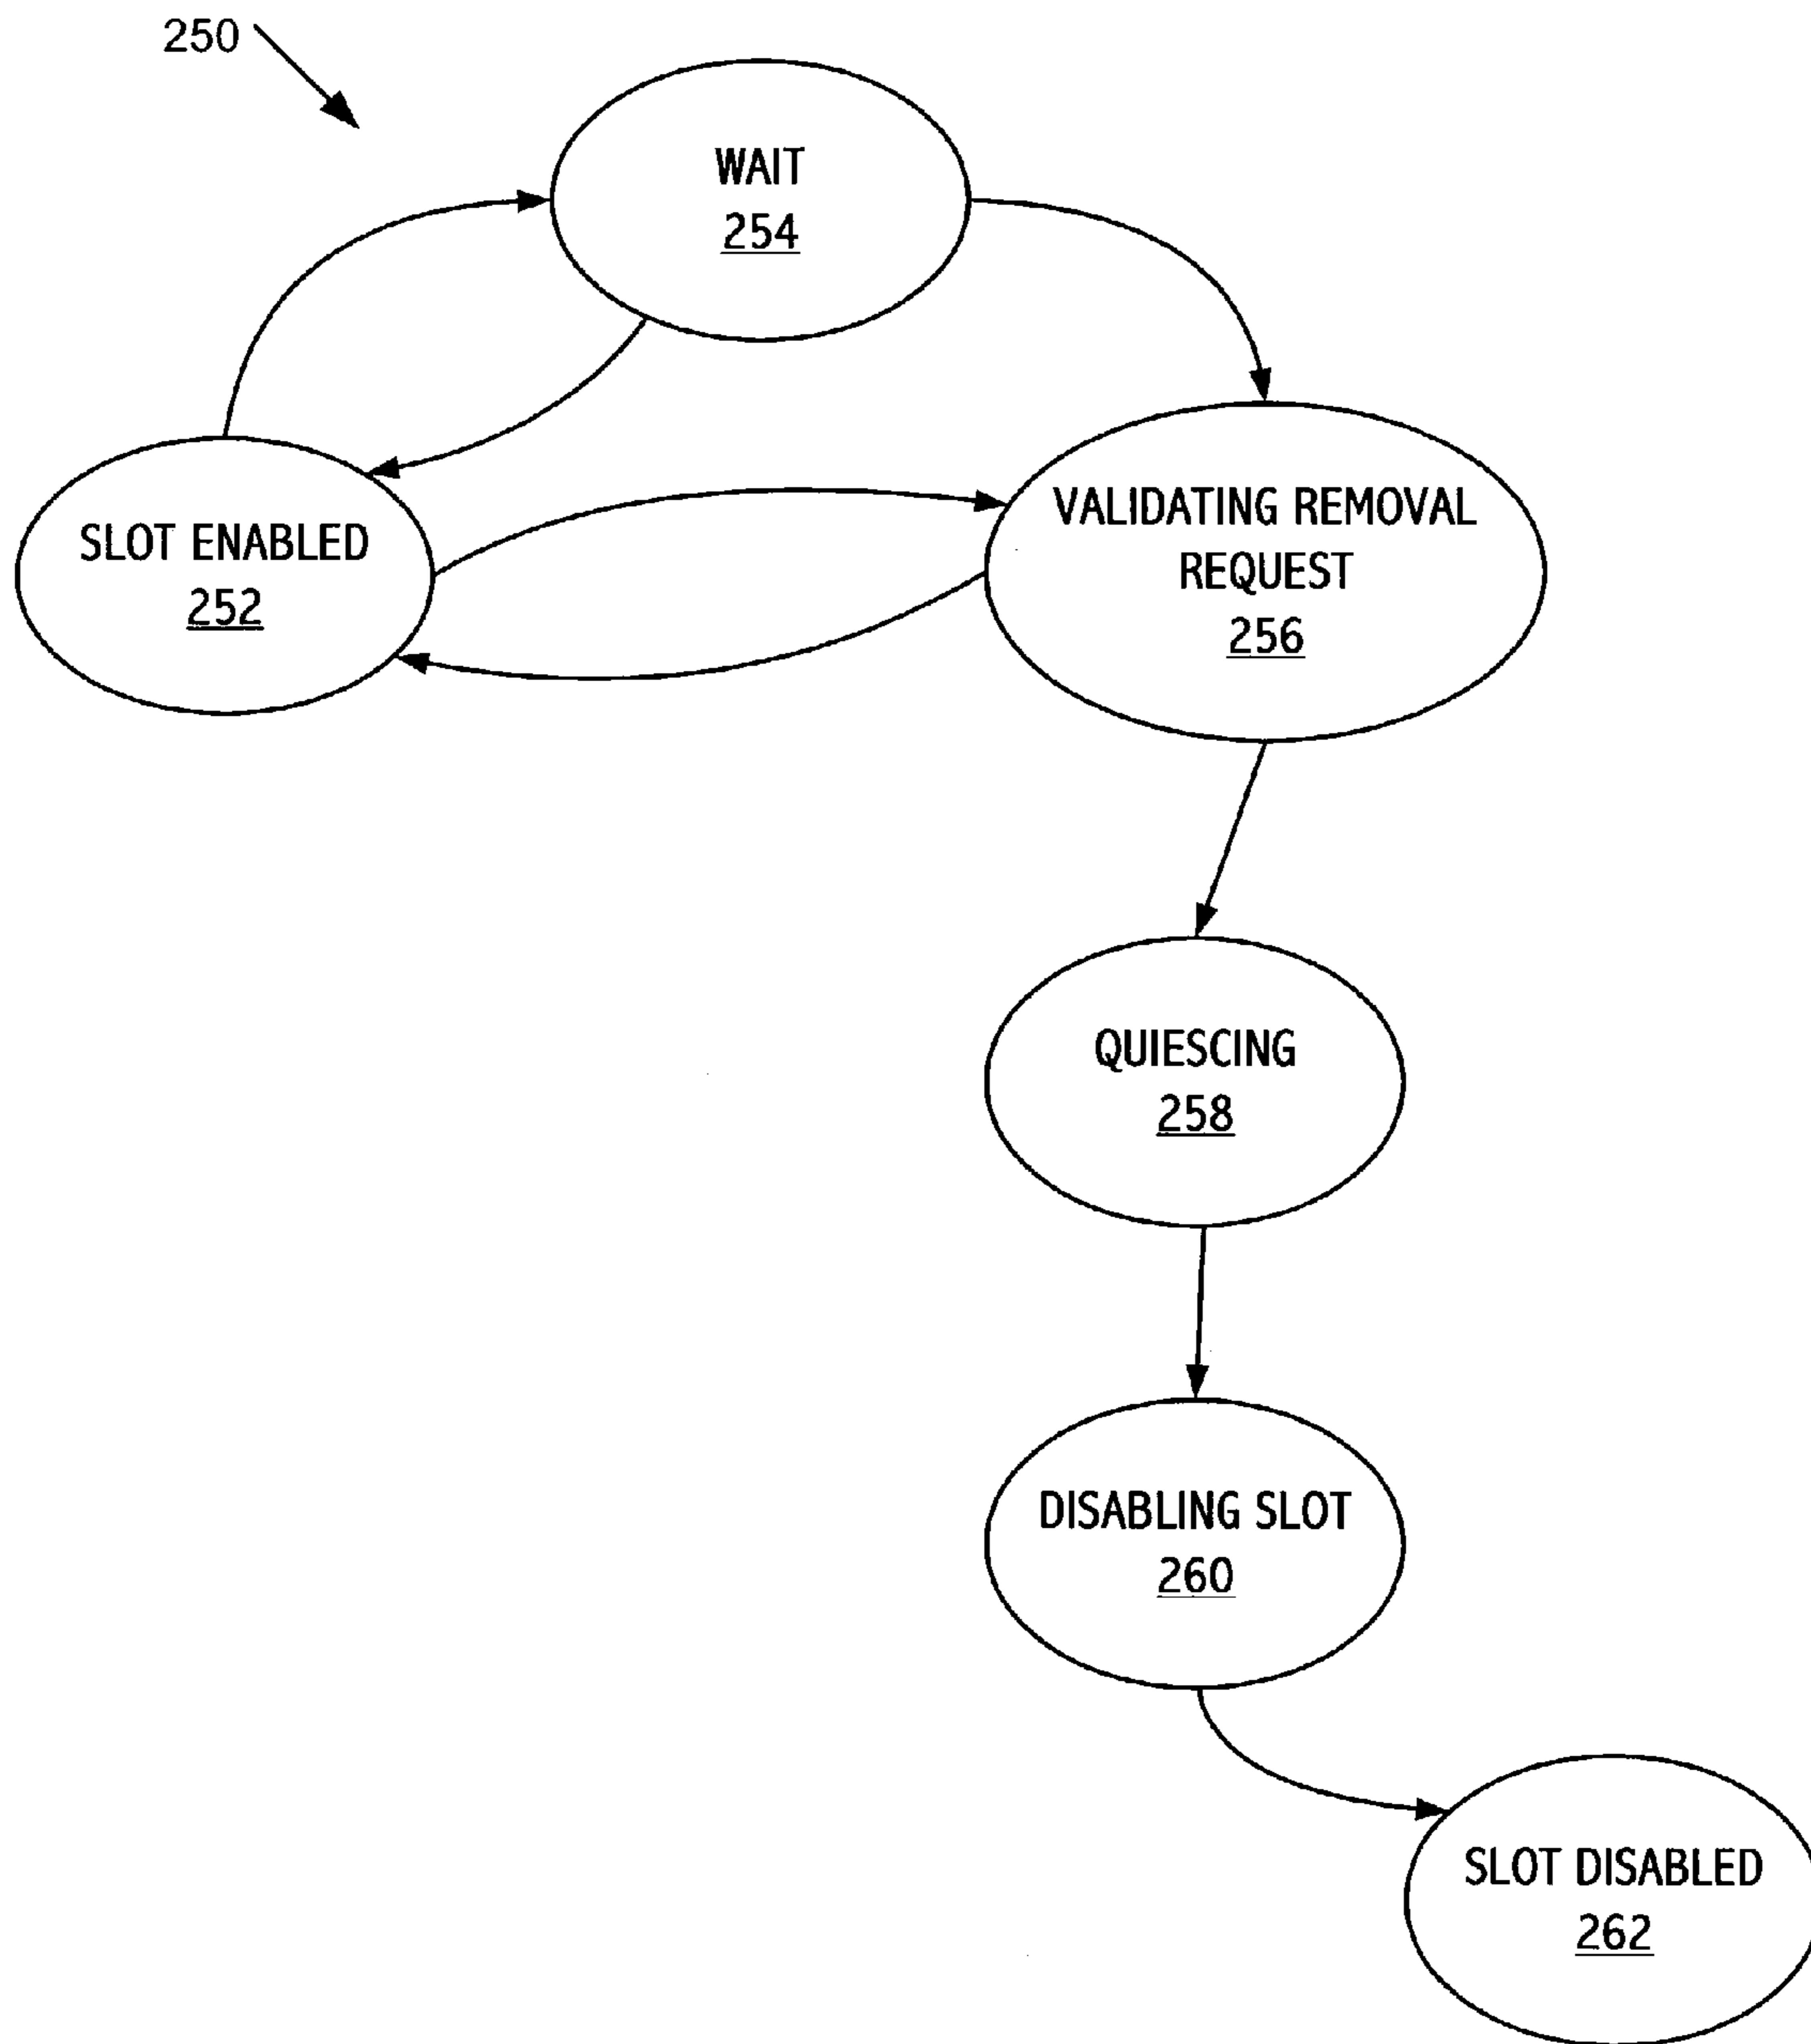 250
WAIT
254
SLOT ENABLED
252
VALIDATING REMOVAL
REQUEST
256
QUIESCING
258
DISABLING SLOT
260
SLOT DISABLED
262